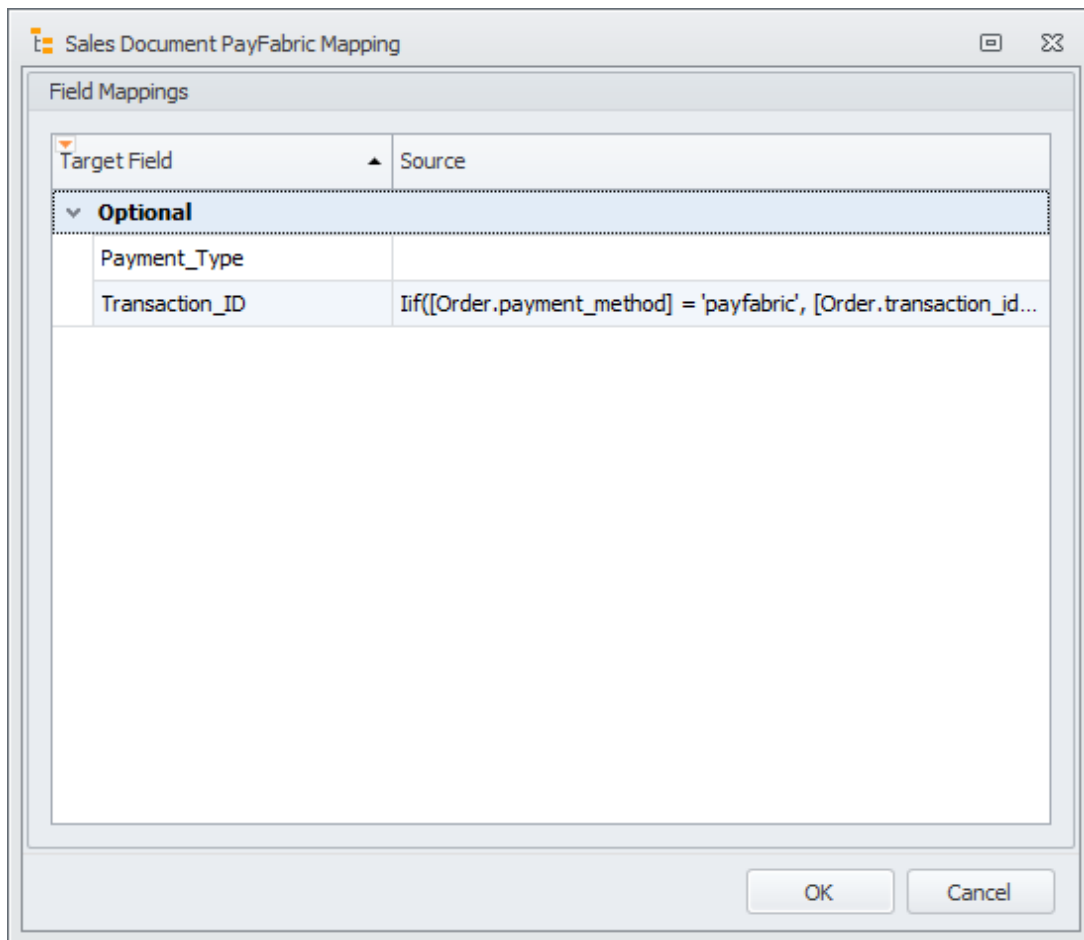 Sales Document PayFabric Mapping
Field Mappings
Target Field Source
Optional
Payment_Type
Transaction_ID Iif([Order.payment_method] = 'payfabric', [Order.transaction_id...
OK Cancel